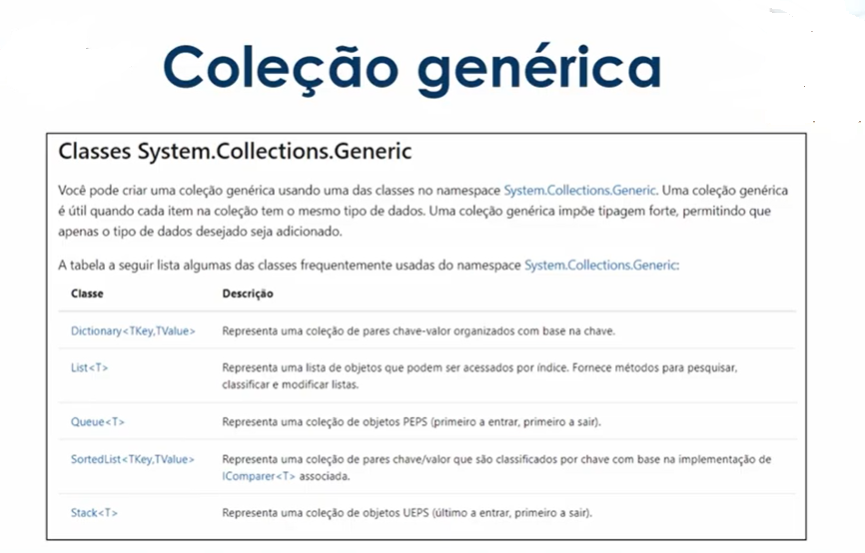 Coleção genérica
Classes System.Collections.Generic
Você pode criar uma coleção genérica usando uma das classes no namespace System.Collections.Generic. Uma coleção genérica
é útil quando cada item na coleção tem o mesmo tipo de dados. Uma coleção genérica impõe tipagem forte, permitindo que
apenas o tipo de dados desejado seja adicionado.
A tabela a seguir lista algumas das classes frequentemente usadas do namespace System.Collections.Generic:
Classe Descrição
Dictionary<TKey,TValue> Representa uma coleção de pares chave-valor organizados com base na chave.
List<T> Representa uma lista de objetos que podem ser acessados por índice. Fornece métodos para pesquisar,
classificar e modificar listas.
Queue<T> Representa uma coleção de objetos PEPS (primeiro a entrar, primeiro a sair).
SortedList<TKey,TValue> Representa uma coleção de pares chave/valor que são classificados por chave com base na implementação de
IComparer<T> associada.
Stack<T> Representa uma coleção de objetos UEPS (último a entrar, primeiro a sair).